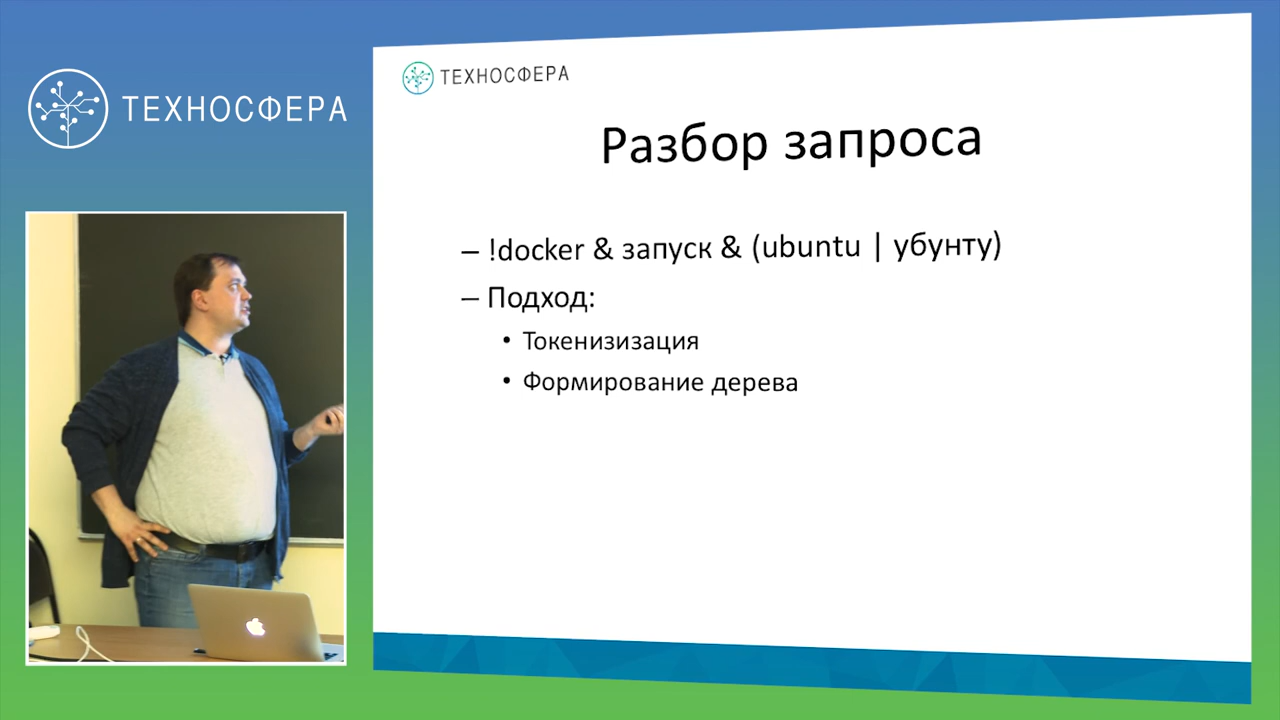 ТЕХНОСФЕРА
ТЕХНОСФЕРА
Разбор запроса
– !docker & запуск & (ubuntu | убунту)
– Подход:
• Токенизизация
• Формирование дерева